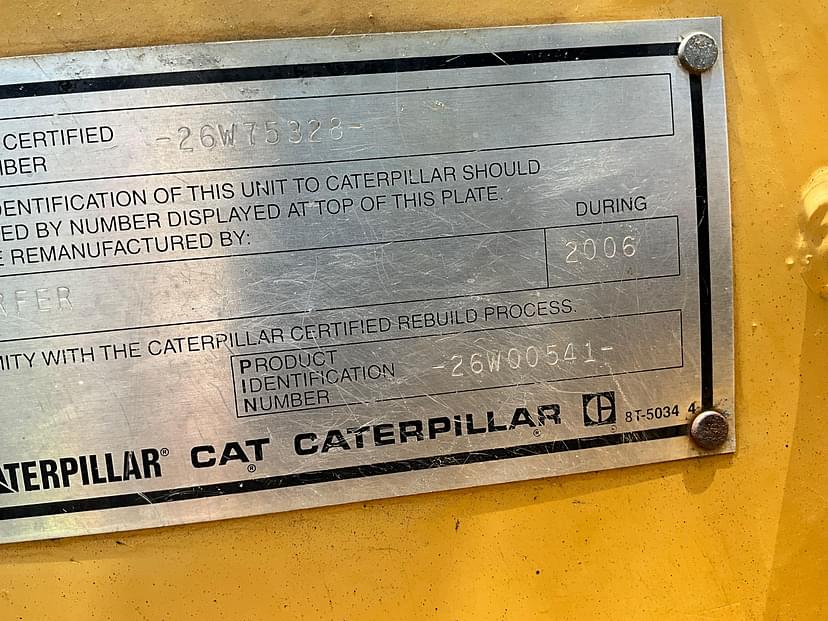 CERTIFIED -26W75328-
MBER
DENTIFICATION OF THIS UNIT TO CATERPILLAR SHOULD
ED BY NUMBER DISPLAYED AT TOP OF THIS PLATE.
E REMANUFACTURED BY: DURING
RFER 2006
MITY WITH THE CATERPILLAR CERTIFIED REBUILD PROCESS.
PRODUCT
IDENTIFICATION -26W00541-
NUMBER
ATERPILLAR® CAT® CATERPILLAR® C 8T-5034 4